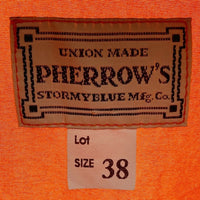 UNION MADE
PHERROW'S
STORMYBLUE Mfg. Co.
Lot
SIZE 38